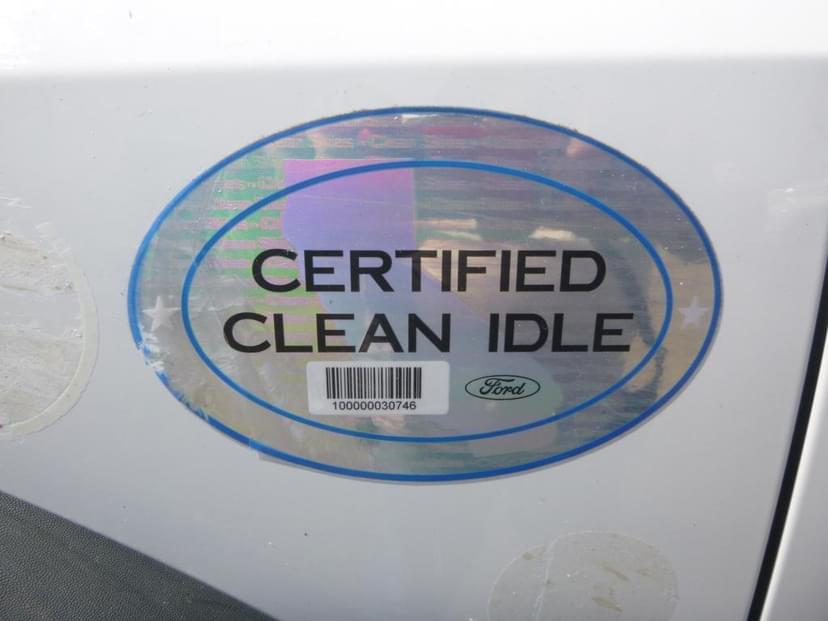 CERTIFIED
CLEAN IDLE
100000030746
Ford